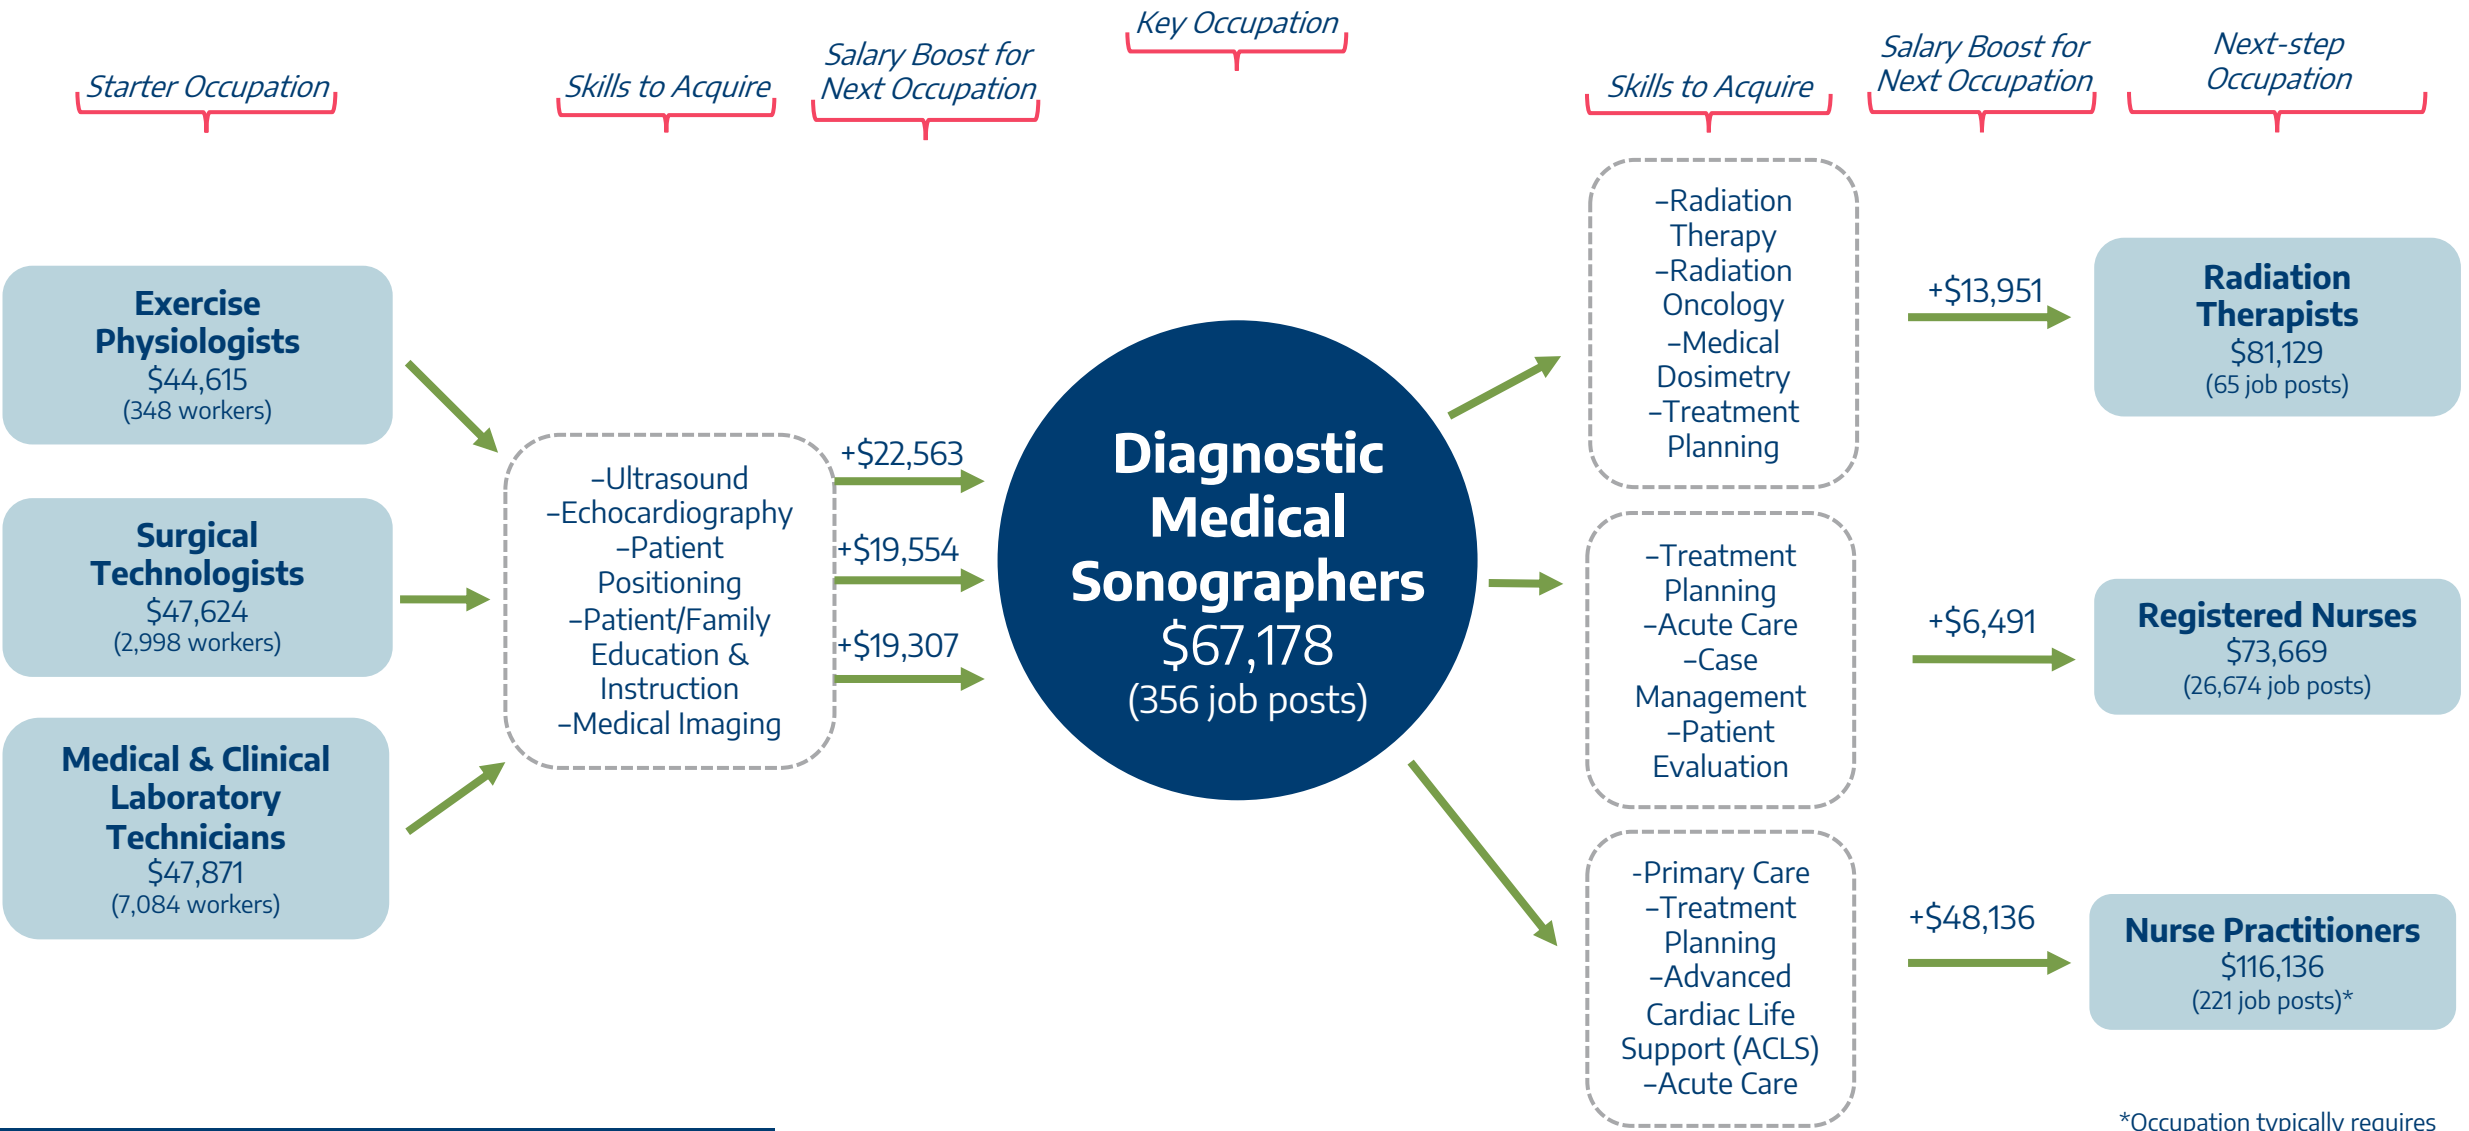 Starter Occupation
Skills to Acquire
Salary Boost for
Next Occupation
Key Occupation
Skills to Acquire
Salary Boost for
Next Occupation
Next-step
Occupation
Exercise
Physiologists
$44,615
(348 workers)
Surgical
Technologists
$47,624
(2,998 workers)
Medical & Clinical
Laboratory
Technicians
$47,871
(7,084 workers)
–Ultrasound
–Echocardiography
–Patient
Positioning
–Patient/Family
Education &
Instruction
–Medical Imaging
+$22,563
+$19,554
+$19,307
Diagnostic
Medical
Sonographers
$67,178
(356 job posts)
–Radiation
Therapy
–Radiation
Oncology
–Medical
Dosimetry
–Treatment
Planning
+$13,951
Radiation
Therapists
$81,129
(65 job posts)
–Treatment
Planning
–Acute Care
–Case
Management
–Patient
Evaluation
+$6,491
Registered Nurses
$73,669
(26,674 job posts)
-Primary Care
–Treatment
Planning
–Advanced
Cardiac Life
Support (ACLS)
–Acute Care
+$48,136
Nurse Practitioners
$116,136
(221 job posts)*
*Occupation typically requires